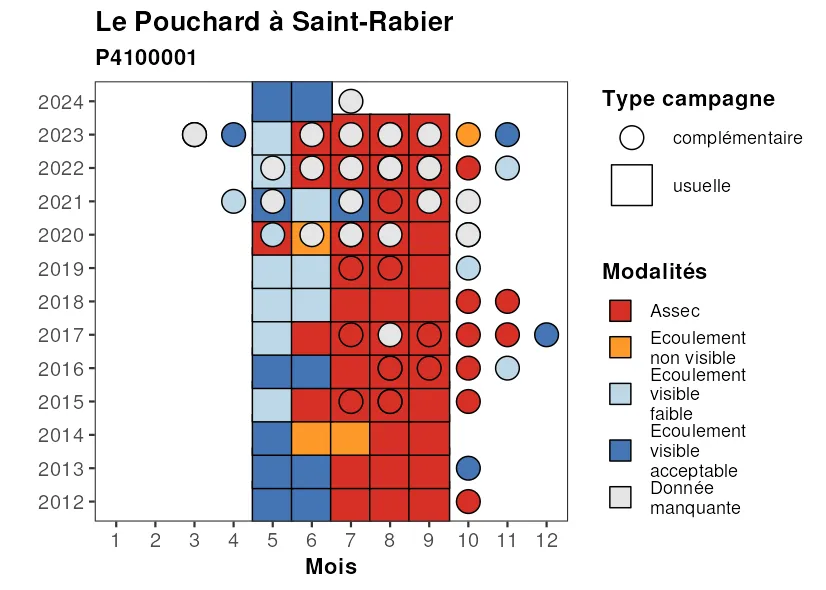 Le Pouchard à Saint-Rabier
P4100001
2024
2023
2022
2021
2020
2019
2018
2017
2016
2015
2014
2013
2012
1 2 3 4 5 6 7 8 9 10 11 12
Mois
Type campagne
complémentaire
usuelle
Modalités
Assec
Ecoulement
non visible
Ecoulement
visible
faible
Ecoulement
visible
acceptable
Donnée
manquante